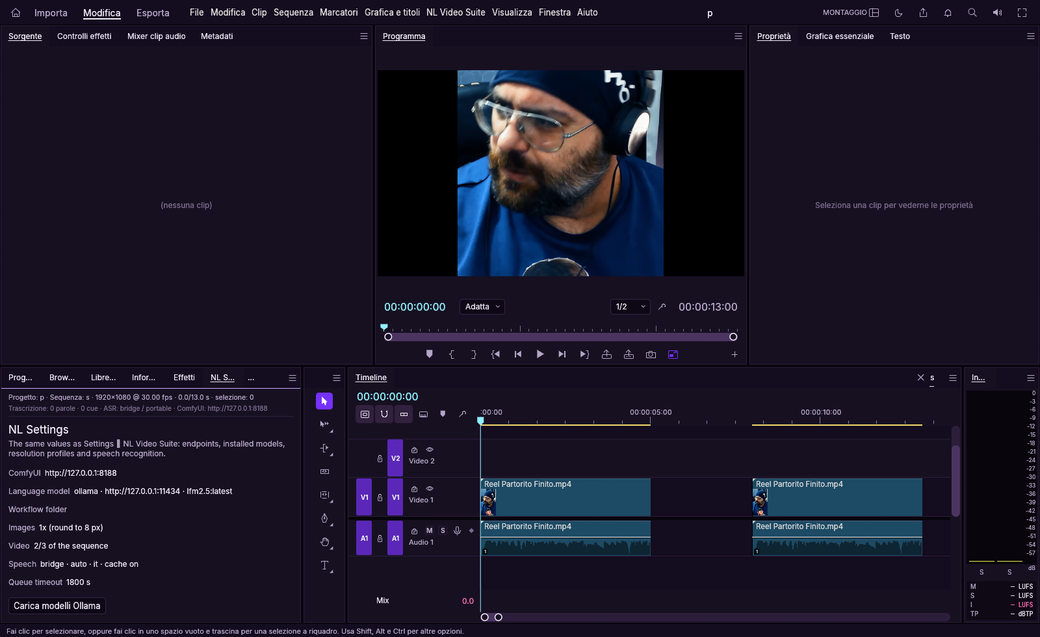 Importa Modifica Esporta File Modifica Clip Sequenza Marcatori Grafica e titoli NL Video Suite Visualizza Finestra Aiuto p MONTAGGIO
Sorgente Controlli effetti Mixer clip audio Metadati
Programma
Proprietà Grafica essenziale Testo
(nessuna clip)
Seleziona una clip per vederne le proprietà
00:00:00:00 Adatta 1/2 00:00:13:00
Prog... Brow... Libre... Infor... Effetti NL S... ...
Progetto: p · Sequenza: s · 1920×1080 @ 30.00 fps · 0.0/13.0 s · selezione: 0
Trascrizione: 0 parole · 0 cue · ASR: bridge / portable · ComfyUI: http://127.0.0.1:8188
NL Settings
The same values as Settings ▯ NL Video Suite: endpoints, installed models,
resolution profiles and speech recognition.
ComfyUI http://127.0.0.1:8188
Language model ollama · http://127.0.0.1:11434 · lfm2.5:latest
Workflow folder
Images 1x (round to 8 px)
Video 2/3 of the sequence
Speech bridge · auto · it · cache on
Queue timeout 1800 s
Carica modelli Ollama
Timeline s
00:00:00:00
:00:00 00:00:05:00 00:00:10:00
V2 Video 2
V1 V1 Video 1
Reel Partorito Finito.mp4 Reel Partorito Finito.mp4
A1 A1 M S Audio 1
Reel Partorito Finito.mp4 Reel Partorito Finito.mp4
1 1
Mix 0.0
In...
0
-3
-6
-9
-12
-15
-18
-21
-24
-27
-30
-33
-36
-39
-42
-45
-48
-51
-54
-57
dB
S S
M – LUFS
S – LUFS
I – LUFS
TP – dBTP
Fai clic per selezionare, oppure fai clic in uno spazio vuoto e trascina per una selezione a riquadro. Usa Shift, Alt e Ctrl per altre opzioni.